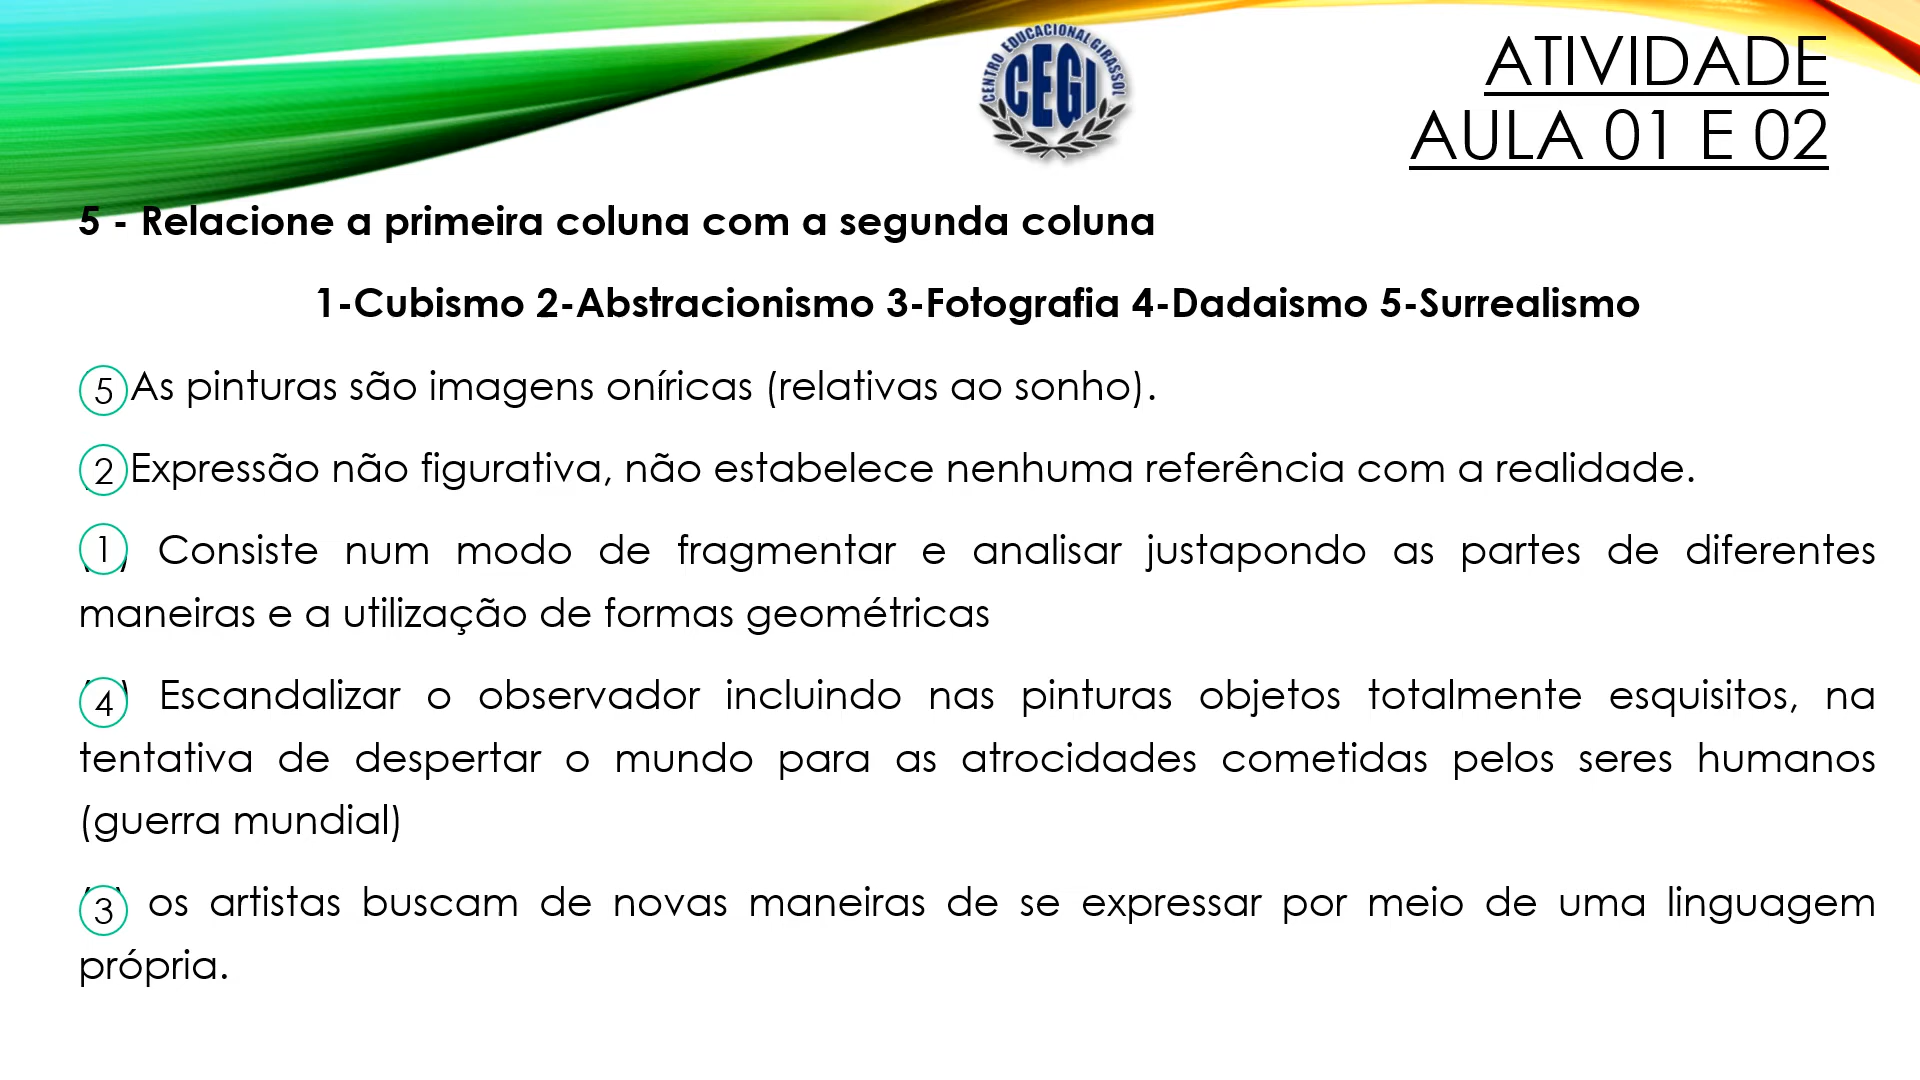 CENTRO EDUCACIONAL GIRASSOL
CEGI
ATIVIDADE
AULA 01 E 02
5 - Relacione a primeira coluna com a segunda coluna
1-Cubismo 2-Abstracionismo 3-Fotografia 4-Dadaismo 5-Surrealismo
5 As pinturas são imagens oníricas (relativas ao sonho).
2 Expressão não figurativa, não estabelece nenhuma referência com a realidade.
(1) Consiste num modo de fragmentar e analisar justapondo as partes de diferentes
maneiras e a utilização de formas geométricas
(4) Escandalizar o observador incluindo nas pinturas objetos totalmente esquisitos, na
tentativa de despertar o mundo para as atrocidades cometidas pelos seres humanos
(guerra mundial)
(3) os artistas buscam de novas maneiras de se expressar por meio de uma linguagem
própria.